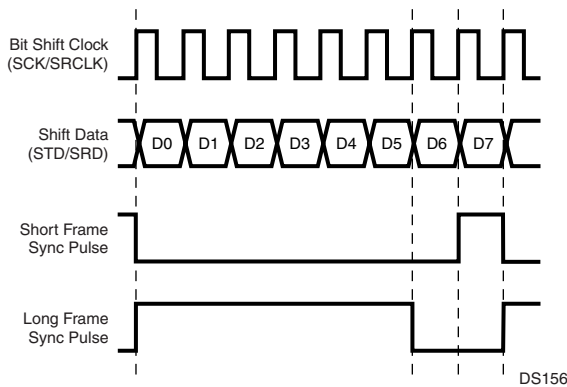 Bit Shift Clock
(SCK/SRCLK)
Shift Data
(STD/SRD)
D0 D1 D2 D3 D4 D5 D6 D7
Short Frame
Sync Pulse
Long Frame
Sync Pulse
DS156